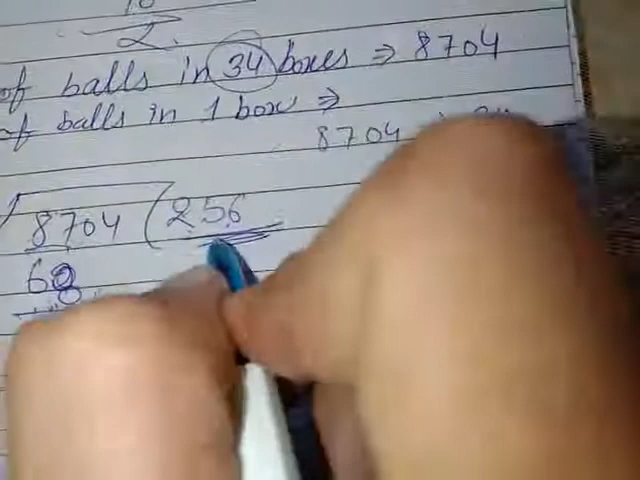 2.
of balls in 34 boxes ⇒ 8704
of balls in 1 box ⇒
8704
8704 ( 256
68